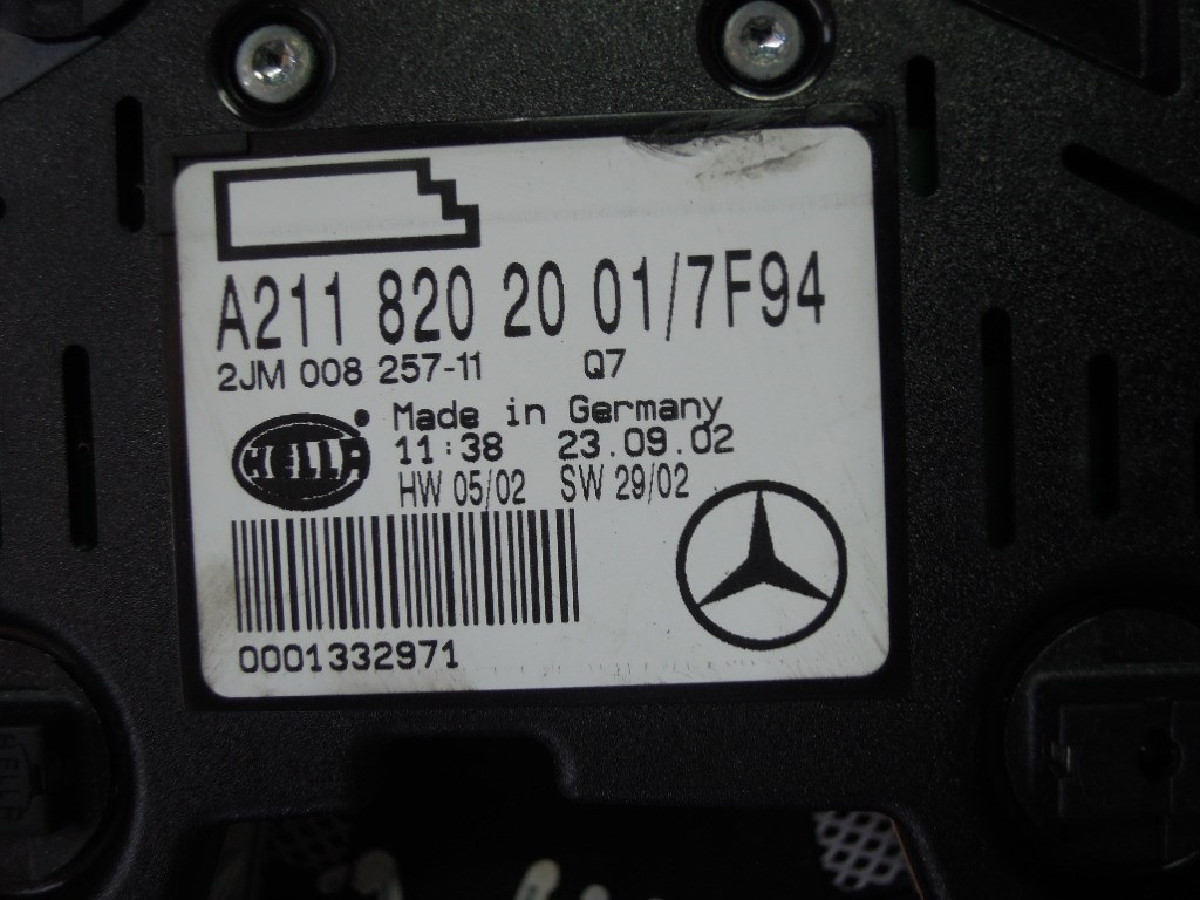 A211 820 20 01/7F94
2JM 008 257-11 Q7
HELLA
Made in Germany
11:38 23.09.02
HW 05/02 SW 29/02
0001332971
HELLA